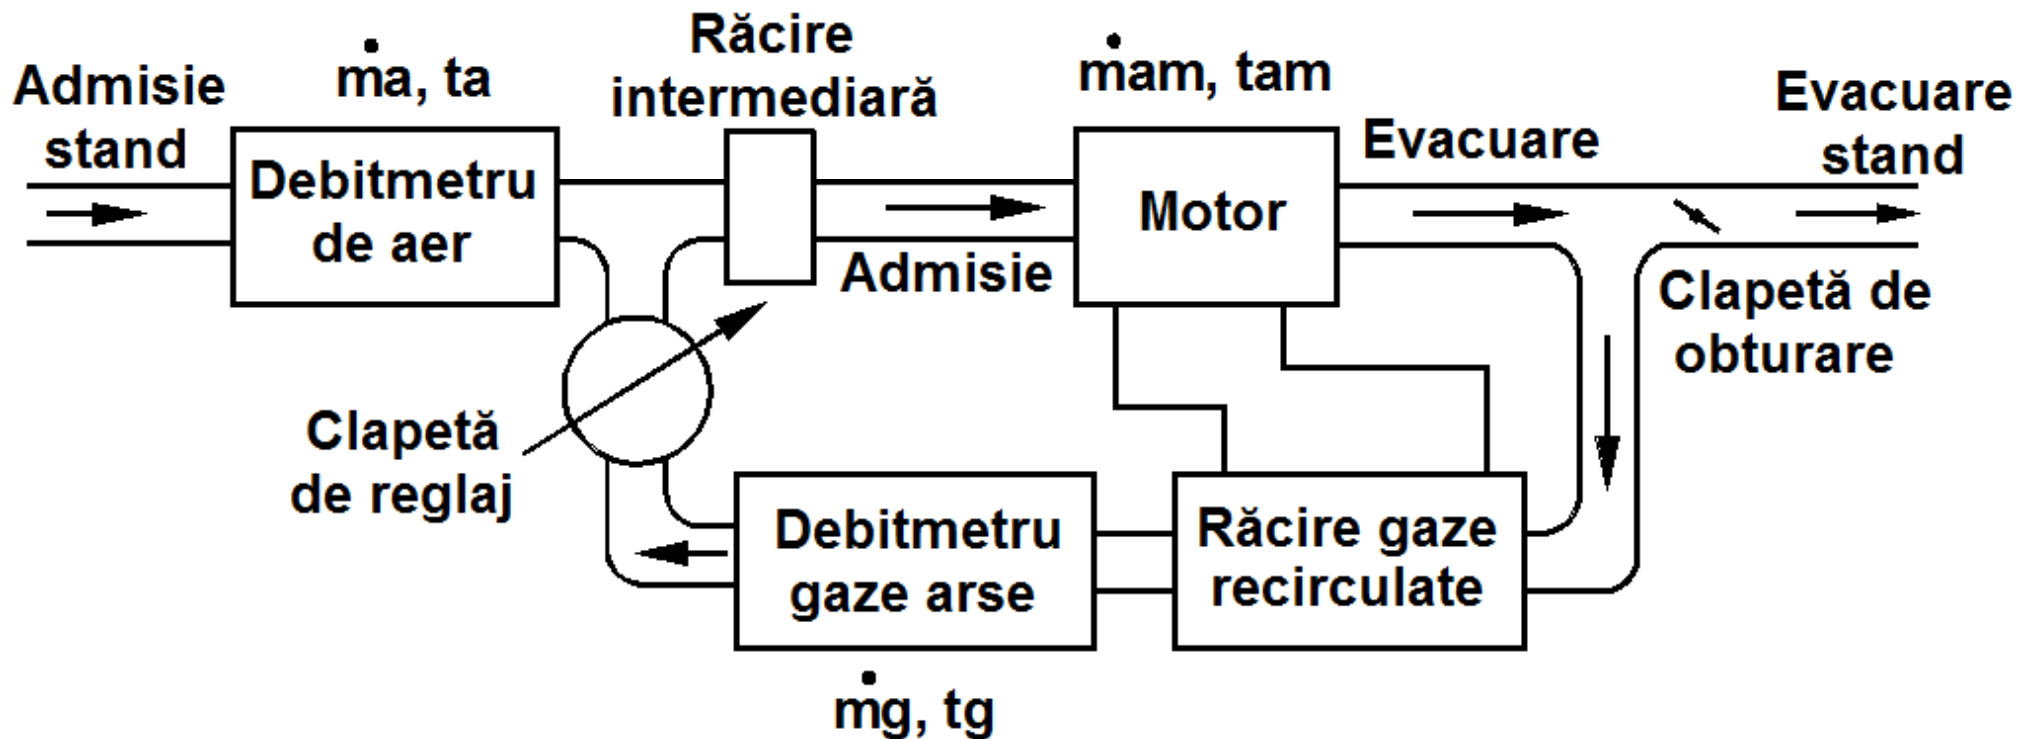 Admisie
stand
ṁa, ta
Debitmetru
de aer
Răcire
intermediară
Admisie
ṁam, tam
Motor
Evacuare
Evacuare
stand
Clapetă de
obturare
Clapetă
de reglaj
Debitmetru
gaze arse
ṁg, tg
Răcire gaze
recirculate